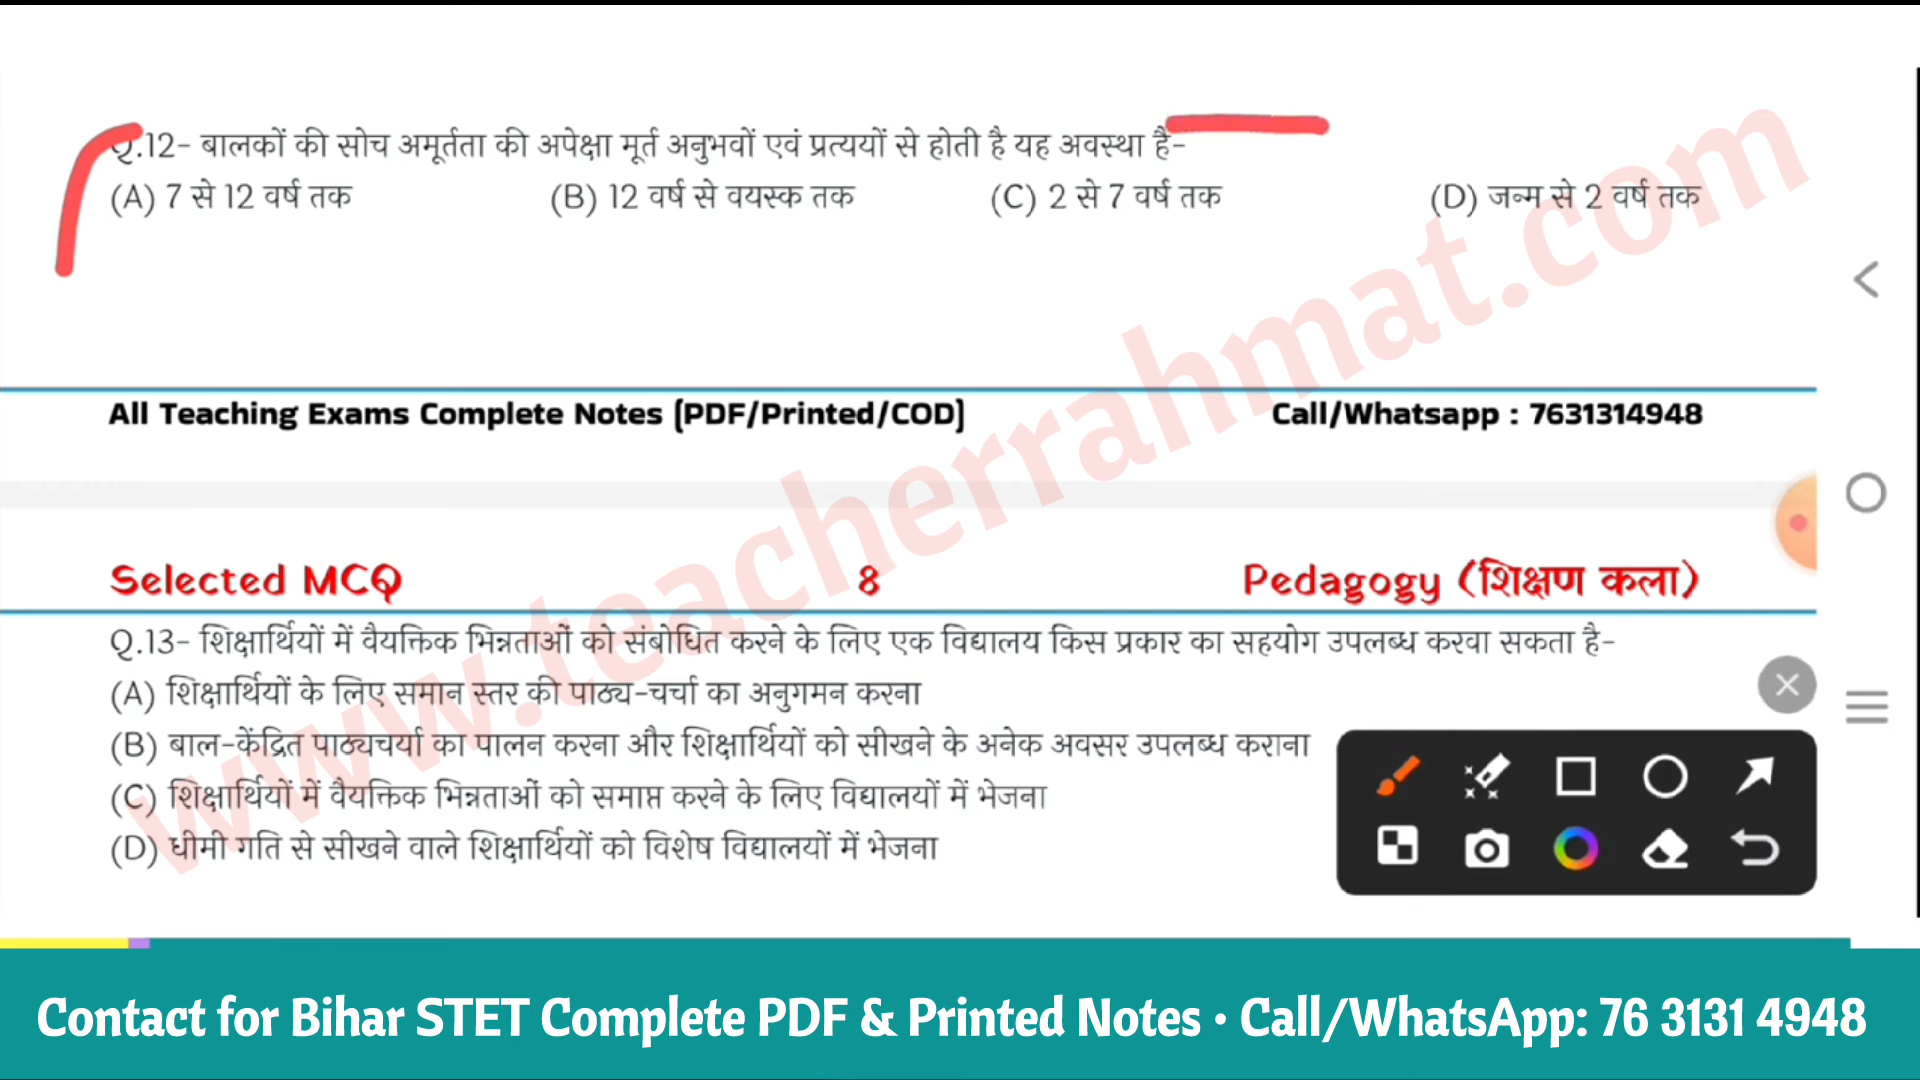 Q.12- बालकों की सोच अमूर्तता की अपेक्षा मूर्त अनुभवों एवं प्रत्ययों से होती है यह अवस्था है-
(A) 7 से 12 वर्ष तक (B) 12 वर्ष से वयस्क तक (C) 2 से 7 वर्ष तक (D) जन्म से 2 वर्ष तक
All Teaching Exams Complete Notes (PDF/Printed/COD) Call/Whatsapp : 7631314948
Selected MCQ 8 Pedagogy (शिक्षण कला)
Q.13- शिक्षार्थियों में वैयक्तिक भिन्नताओं को संबोधित करने के लिए एक विद्यालय किस प्रकार का सहयोग उपलब्ध करवा सकता है-
(A) शिक्षार्थियों के लिए समान स्तर की पाठ्य-चर्चा का अनुगमन करना
(B) बाल-केंद्रित पाठ्यचर्या का पालन करना और शिक्षार्थियों को सीखने के अनेक अवसर उपलब्ध कराना
(C) शिक्षार्थियों में वैयक्तिक भिन्नताओं को समाप्त करने के लिए विद्यालयों में भेजना
(D) धीमी गति से सीखने वाले शिक्षार्थियों को विशेष विद्यालयों में भेजना
www.teacherrahmat.com
Contact for Bihar STET Complete PDF & Printed Notes • Call/WhatsApp: 76 3131 4948